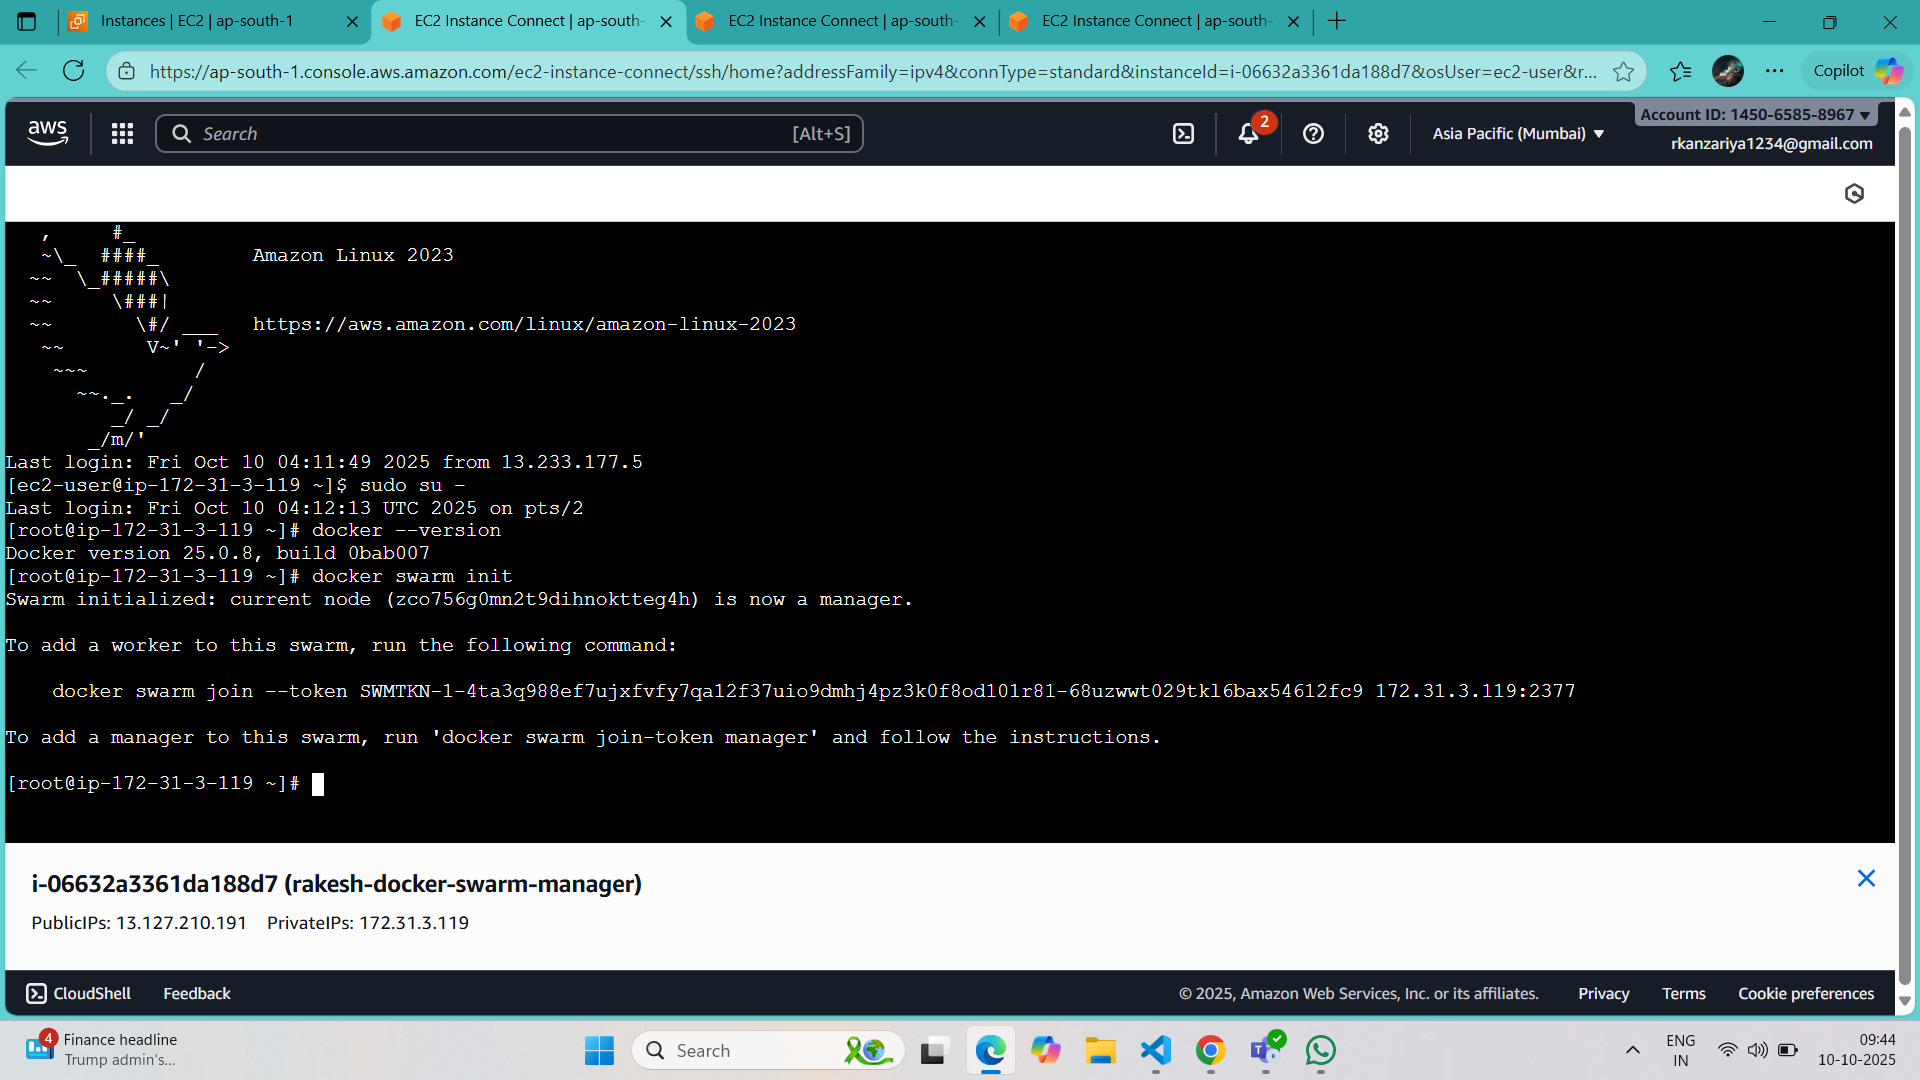 Instances | EC2 | ap-south-1
EC2 Instance Connect | ap-south-
EC2 Instance Connect | ap-south-
EC2 Instance Connect | ap-south-
https://ap-south-1.console.aws.amazon.com/ec2-instance-connect/ssh/home?addressFamily=ipv4&connType=standard&instanceId=i-06632a3361da188d7&osUser=ec2-user&r...
Copilot
aws
Search
[Alt+S]
2
Asia Pacific (Mumbai)
Account ID: 1450-6585-8967
rkanzariya1234@gmail.com
   ,     #_
   ~\_  ####_        Amazon Linux 2023
  ~~  \_#####\
  ~~     \###|
  ~~       \#/ ___   https://aws.amazon.com/linux/amazon-linux-2023
   ~~       V~' '->
    ~~~         /
      ~~._.   _/
         _/ _/
       _/m/'
Last login: Fri Oct 10 04:11:49 2025 from 13.233.177.5
[ec2-user@ip-172-31-3-119 ~]$ sudo su -
Last login: Fri Oct 10 04:12:13 UTC 2025 on pts/2
[root@ip-172-31-3-119 ~]# docker --version
Docker version 25.0.8, build 0bab007
[root@ip-172-31-3-119 ~]# docker swarm init
Swarm initialized: current node (zco756g0mn2t9dihnoktteg4h) is now a manager.
To add a worker to this swarm, run the following command:
    docker swarm join --token SWMTKN-1-4ta3q988ef7ujxfvfy7qa12f37uio9dmhj4pz3k0f8od101r81-68uzwwt029tkl6bax54612fc9 172.31.3.119:2377
To add a manager to this swarm, run 'docker swarm join-token manager' and follow the instructions.
[root@ip-172-31-3-119 ~]#
i-06632a3361da188d7 (rakesh-docker-swarm-manager)
PublicIPs: 13.127.210.191    PrivateIPs: 172.31.3.119
CloudShell
Feedback
© 2025, Amazon Web Services, Inc. or its affiliates.
Privacy
Terms
Cookie preferences
4
Finance headline
Trump admin's...
Search
ENG
IN
09:44
10-10-2025